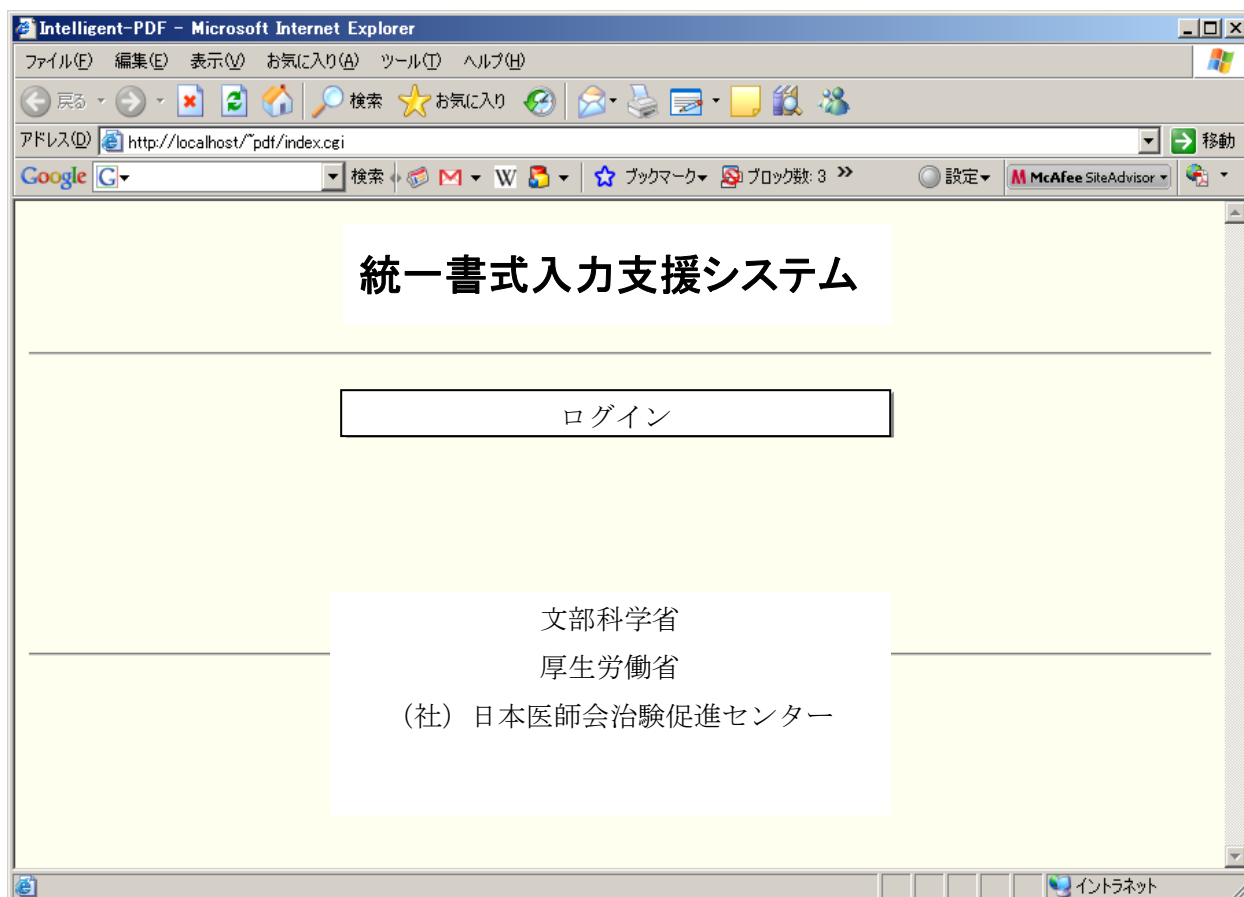 Intelligent-PDF - Microsoft Internet Explorer
ファイル(F) 編集(E) 表示(V) お気に入り(A) ツール(T) ヘルプ(H)
戻る 検索 お気に入り
アドレス(D) http://localhost/~pdf/index.cgi 移動
Google G 検索 M W ブックマーク ブロック数: 3 » 設定 M McAfee SiteAdvisor
統一書式入力支援システム
ログイン
文部科学省
厚生労働省
（社）日本医師会治験促進センター
イントラネット